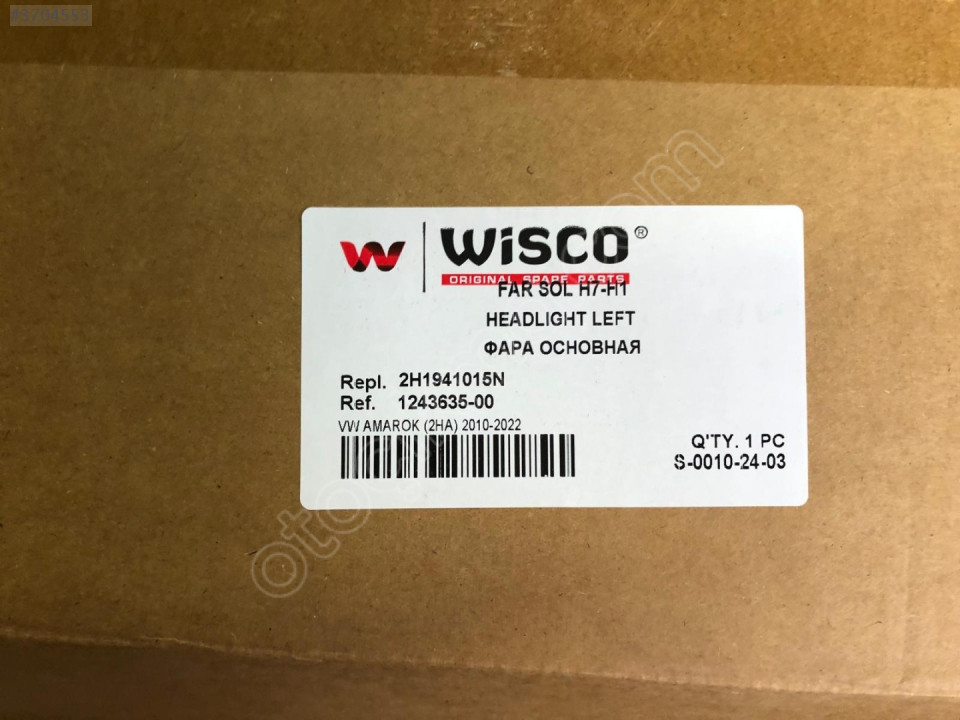 #3704553
WiSCO®
ORIGINAL SPARE PARTS
FAR SOL H7-H1
HEADLIGHT LEFT
ФАРА ОСНОВНАЯ
Repl. 2H1941015N
Ref. 1243635-00
VW AMAROK (2HA) 2010-2022
Q'TY. 1 PC
S-0010-24-03